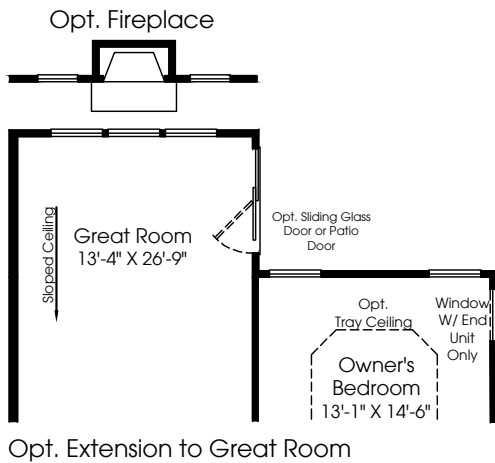 Opt. Fireplace
Sloped Ceiling
Great Room
13'-4" X 26'-9"
Opt. Sliding Glass
Door or Patio
Door
Opt.
Tray Ceiling
Window
W/ End
Unit
Only
Owner's
Bedroom
13'-1" X 14'-6"
Opt. Extension to Great Room